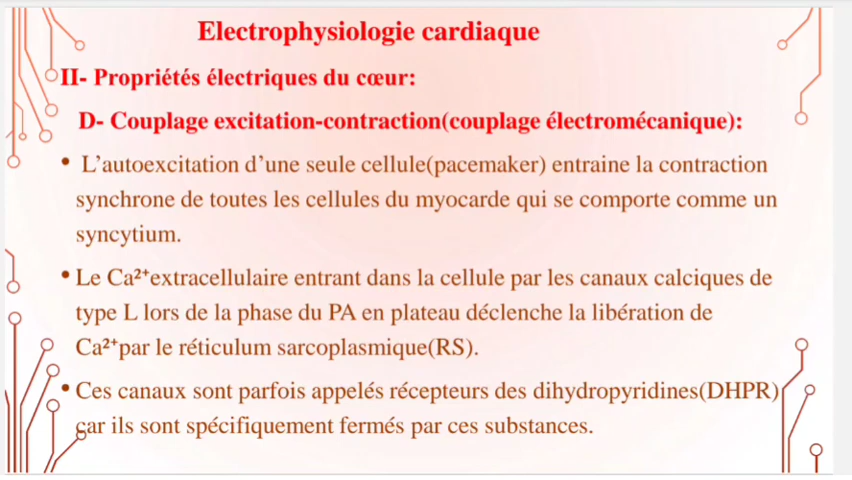 Electrophysiologie cardiaque
II- Propriétés électriques du cœur:
D- Couplage excitation-contraction(couplage électromécanique):
• L’autoexcitation d’une seule cellule(pacemaker) entraine la contraction
synchrone de toutes les cellules du myocarde qui se comporte comme un
syncytium.
• Le Ca²⁺extracellulaire entrant dans la cellule par les canaux calciques de
type L lors de la phase du PA en plateau déclenche la libération de
Ca²⁺par le réticulum sarcoplasmique(RS).
• Ces canaux sont parfois appelés récepteurs des dihydropyridines(DHPR)
car ils sont spécifiquement fermés par ces substances.